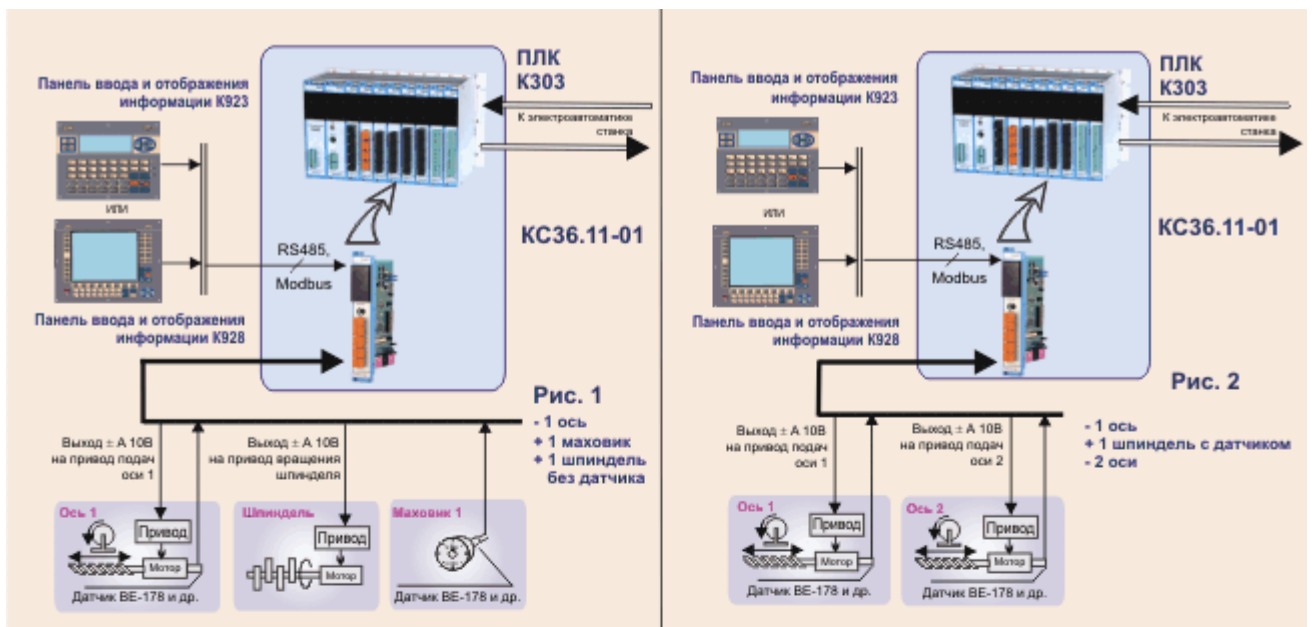 ПЛК
К303
Панель ввода и отображения
информации К923
К электроавтоматике
станка
ИЛИ
КС36.11-01
RS485,
Modbus
Панель ввода и отображения
информации К928
Рис. 1
- 1 ось
+ 1 маховик
+ 1 шпиндель
без датчика
Выход ± А 10В
на привод подач
оси 1
Выход ± А 10В
на привод вращения
шпинделя
Ось 1
Привод
Мотор
Датчик ВЕ-178 и др.
Шпиндель
Привод
Мотор
Маховик 1
Датчик ВЕ-178 и др.
ПЛК
К303
Панель ввода и отображения
информации К923
К электроавтоматике
станка
ИЛИ
КС36.11-01
RS485,
Modbus
Панель ввода и отображения
информации К928
Рис. 2
- 1 ось
+ 1 шпиндель с датчиком
- 2 оси
Выход ± А 10В
на привод подач
оси 1
Выход ± А 10В
на привод подач
оси 2
Ось 1
Привод
Мотор
Датчик ВЕ-178 и др.
Ось 2
Привод
Мотор
Датчик ВЕ-178 и др.